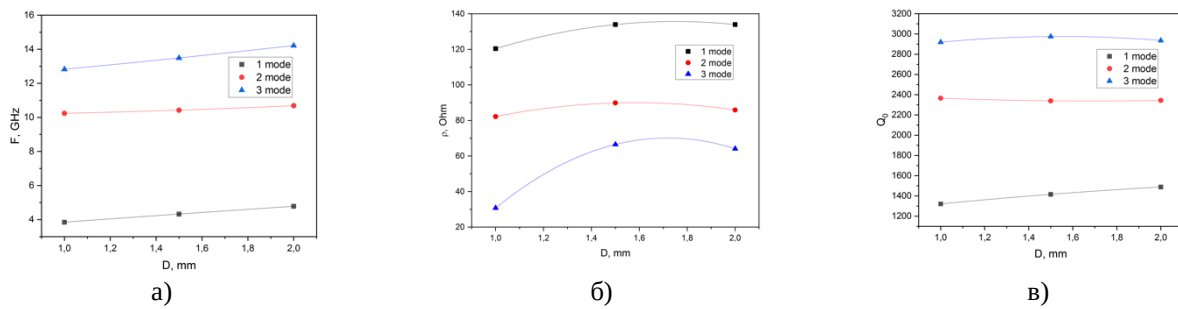 F, GHz
14
12
10
8
6
4
1 mode
2 mode
3 mode
1,0 1,2 1,4 1,6 1,8 2,0
D, mm
а)
ρ, Ohm
140
120
100
80
60
40
20
1 mode
2 mode
3 mode
1,0 1,2 1,4 1,6 1,8 2,0
D, mm
б)
Q0
3200
3000
2800
2600
2400
2200
2000
1800
1600
1400
1200
1 mode
2 mode
3 mode
1,0 1,2 1,4 1,6 1,8 2,0
D, mm
в)